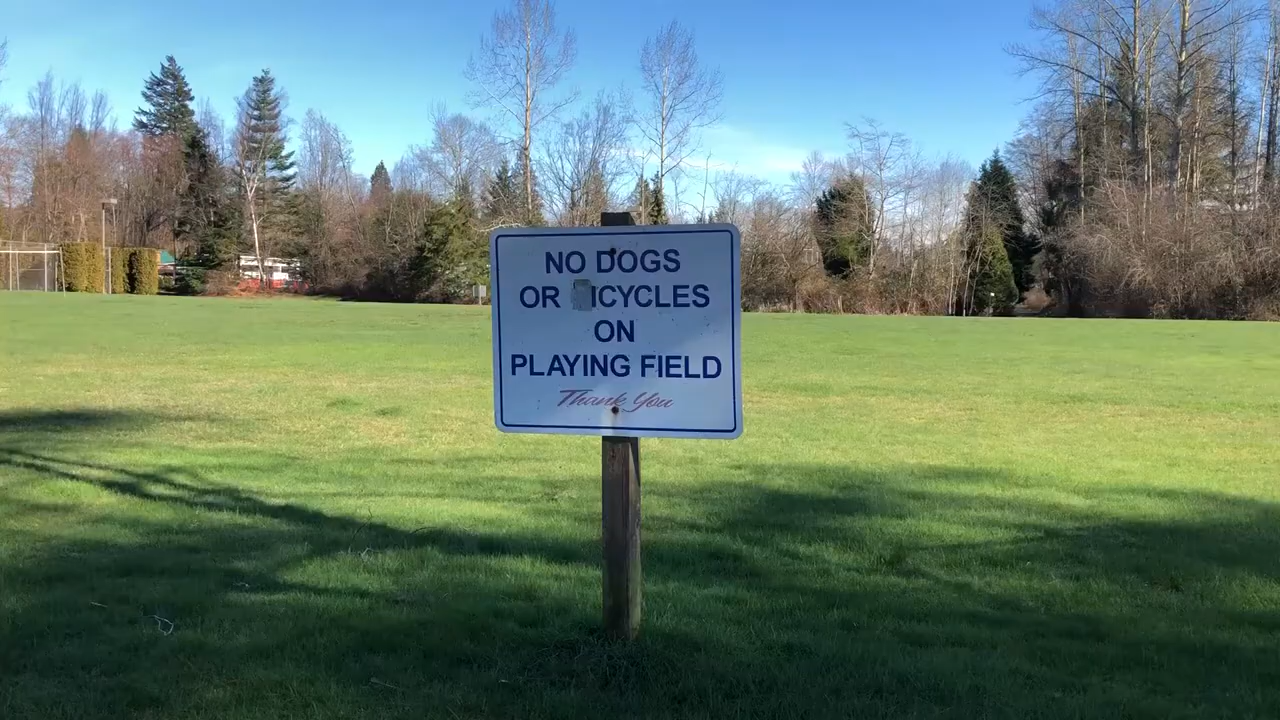 NO DOGS
OR ICYCLES
ON
PLAYING FIELD
Thank You